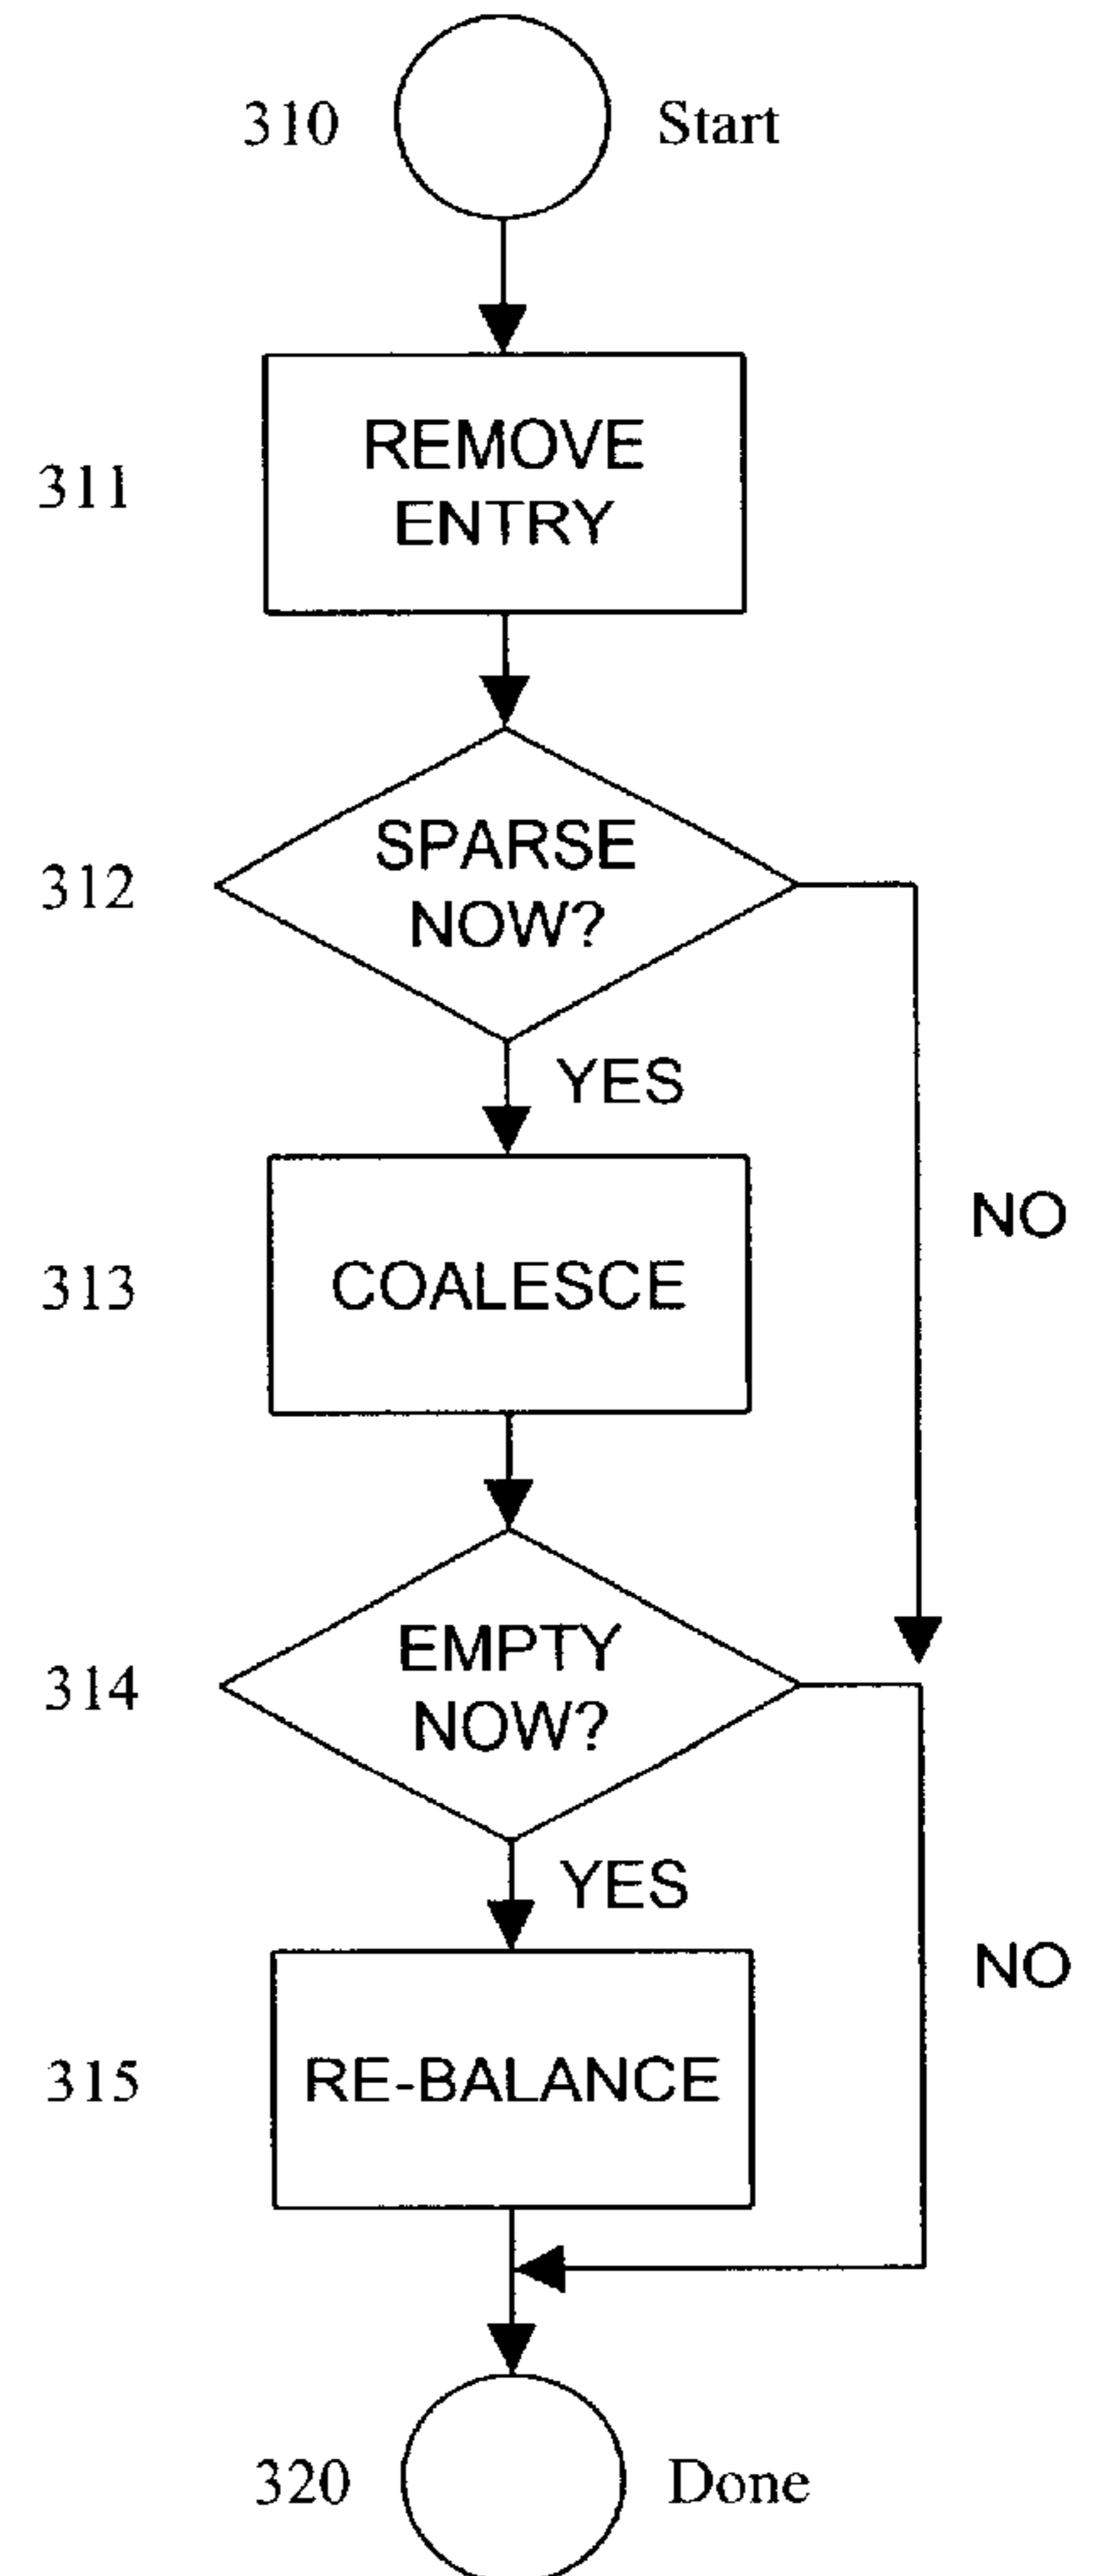 310 Start
311 REMOVE
ENTRY
312 SPARSE
NOW?
YES
NO
313 COALESCE
314 EMPTY
NOW?
YES
NO
315 RE-BALANCE
320 Done